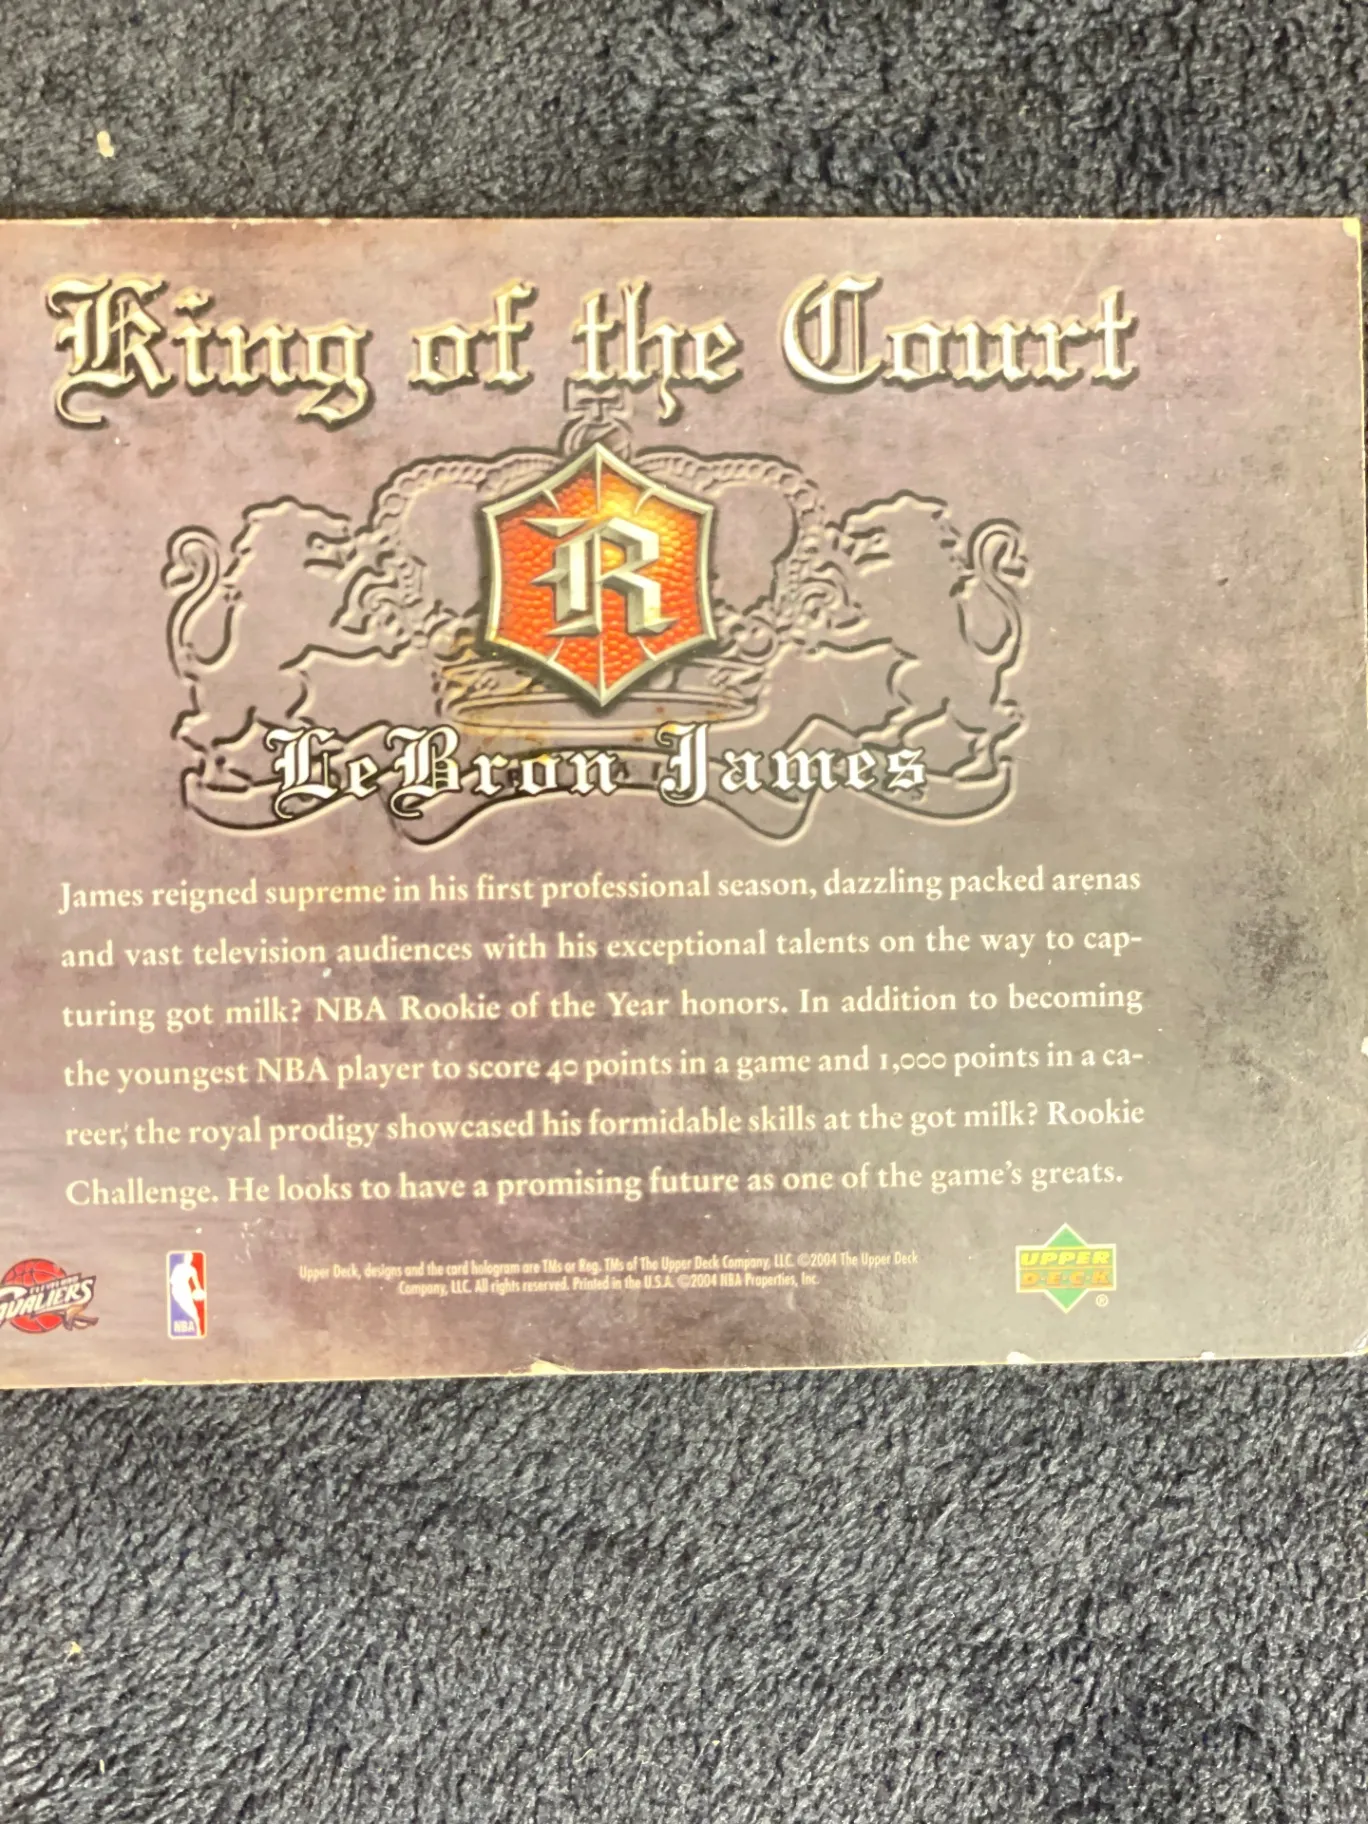 King of the Court
R
LeBron James
James reigned supreme in his first professional season, dazzling packed arenas
and vast television audiences with his exceptional talents on the way to cap-
turing got milk? NBA Rookie of the Year honors. In addition to becoming
the youngest NBA player to score 40 points in a game and 1,000 points in a ca-
reer, the royal prodigy showcased his formidable skills at the got milk? Rookie
Challenge. He looks to have a promising future as one of the game's greats.
CLEVELAND
AVALIERS
NBA
Upper Deck, designs and the card hologram are TMs or Reg. TMs of The Upper Deck Company, LLC. ©2004 The Upper Deck
Company, LLC. All rights reserved. Printed in the U.S.A. ©2004 NBA Properties, Inc.
UPPER
DECK
®